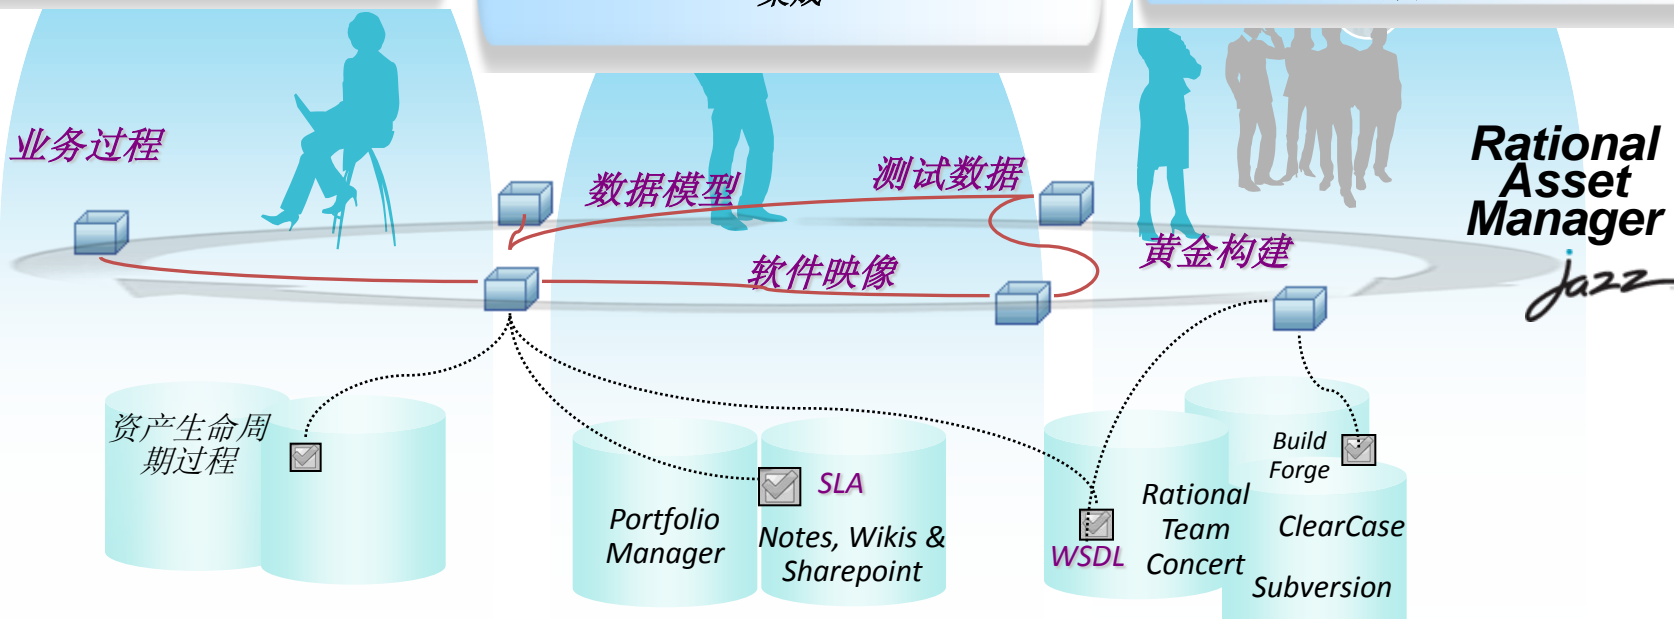 集成
业务过程
数据模型
测试数据
软件映像
黄金构建
Rational
Asset
Manager
jazz
资产生命周
期过程
Portfolio
Manager
SLA
Notes, Wikis &
Sharepoint
WSDL
Rational
Team
Concert
Build
Forge
ClearCase
Subversion